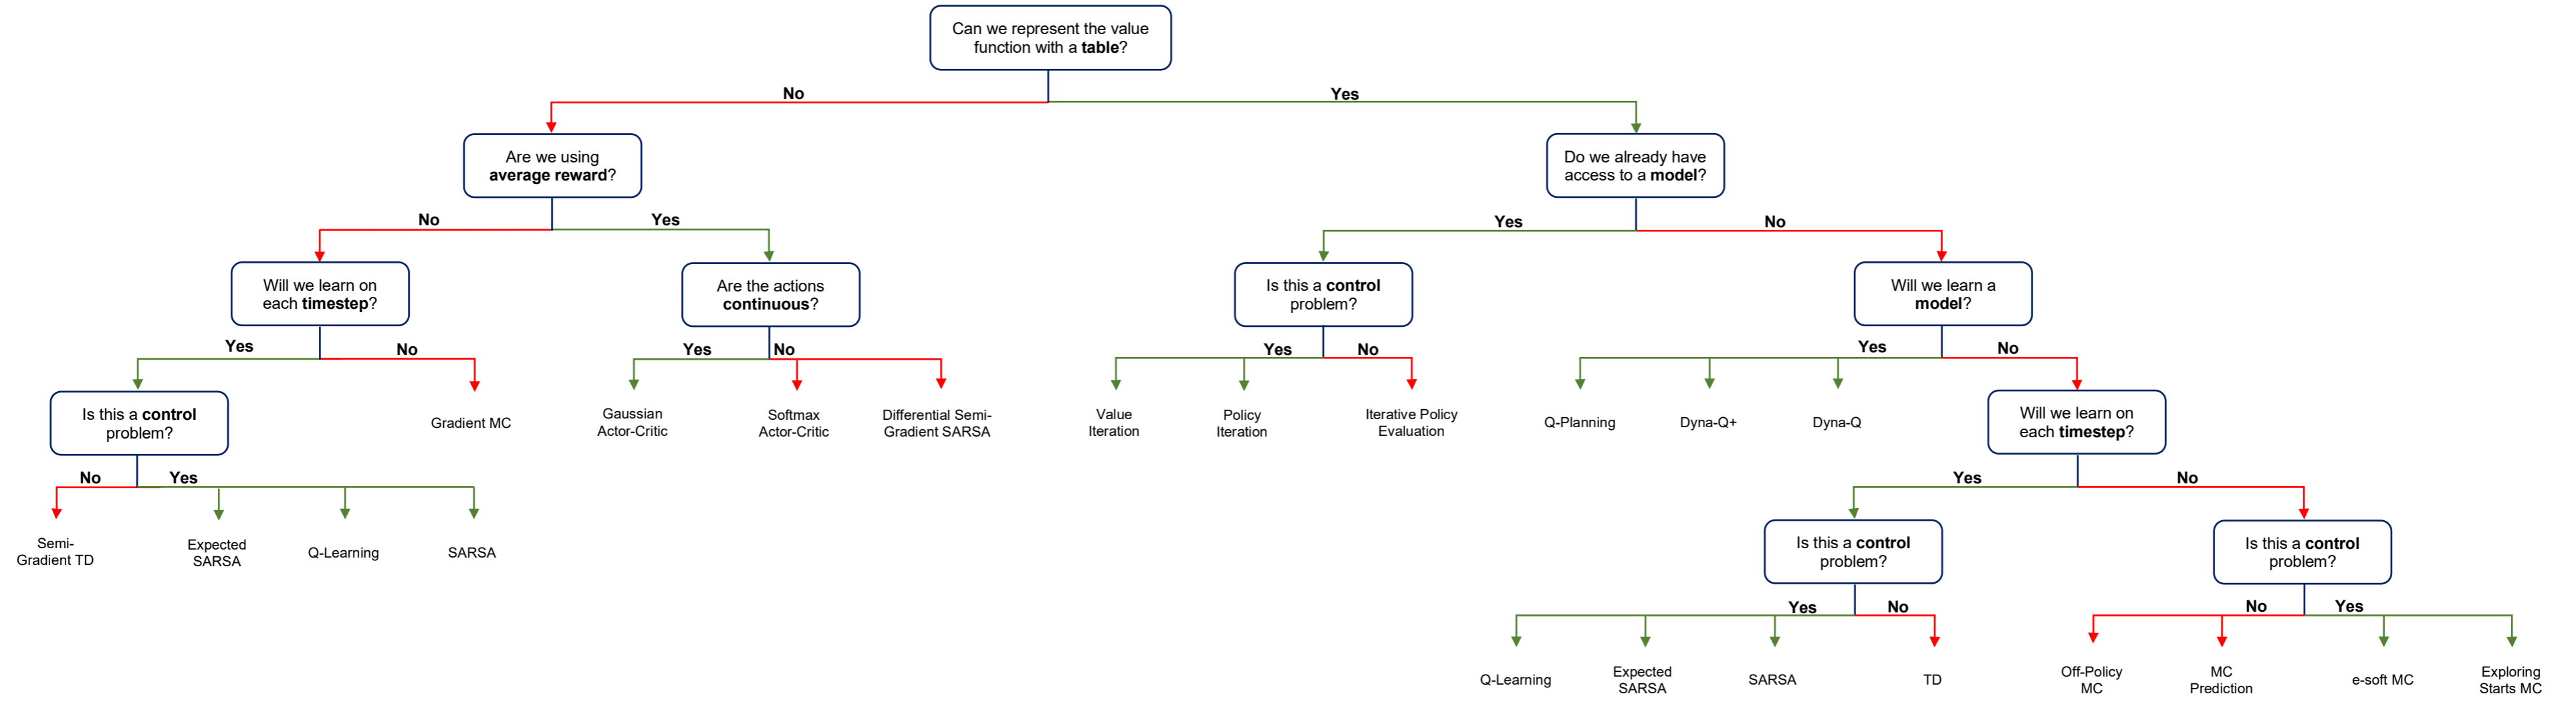 Can we represent the value
function with a table?
No
Yes
Are we using
average reward?
Do we already have
access to a model?
No
Yes
Yes
No
Will we learn on
each timestep?
Are the actions
continuous?
Is this a control
problem?
Will we learn a
model?
Yes
No
Yes
No
Yes
No
Yes
No
Is this a control
problem?
Gradient MC
Gaussian
Actor-Critic
Softmax
Actor-Critic
Differential Semi-
Gradient SARSA
Value
Iteration
Policy
Iteration
Iterative Policy
Evaluation
Q-Planning
Dyna-Q+
Dyna-Q
Will we learn on
each timestep?
No
Yes
Yes
No
Semi-
Gradient TD
Expected
SARSA
Q-Learning
SARSA
Is this a control
problem?
Is this a control
problem?
Yes
No
No
Yes
Q-Learning
Expected
SARSA
SARSA
TD
Off-Policy
MC
MC
Prediction
e-soft MC
Exploring
Starts MC